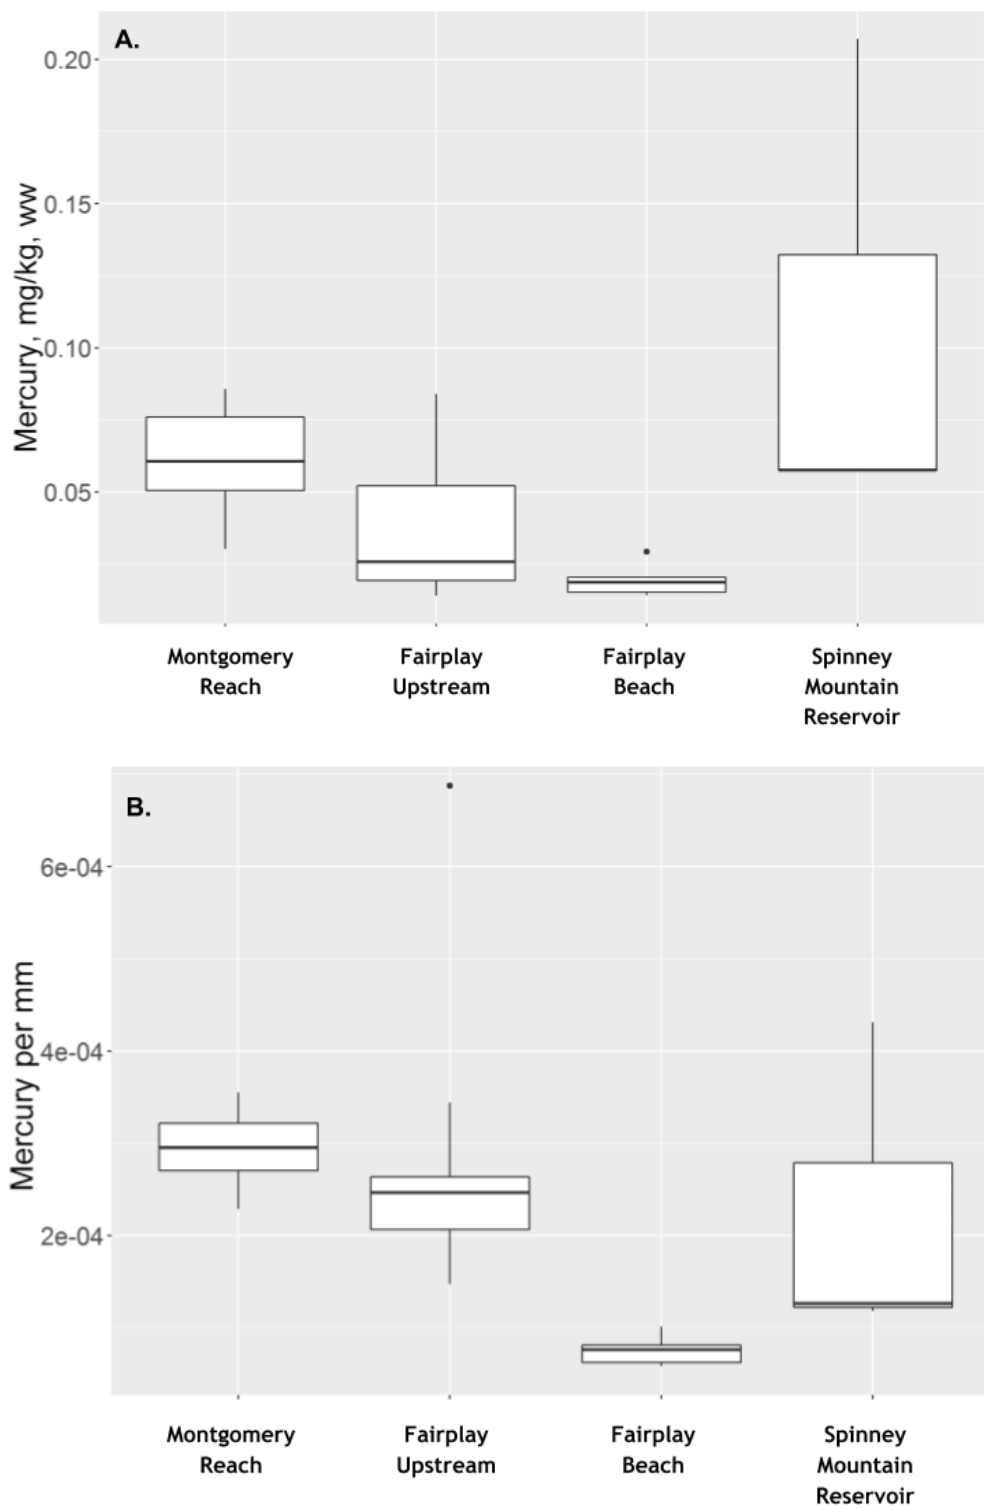 A.
Mercury, mg/kg, ww
0.20
0.15
0.10
0.05
Montgomery
Reach
Fairplay
Upstream
Fairplay
Beach
Spinney
Mountain
Reservoir
B.
Mercury per mm
6e-04
4e-04
2e-04
Montgomery
Reach
Fairplay
Upstream
Fairplay
Beach
Spinney
Mountain
Reservoir